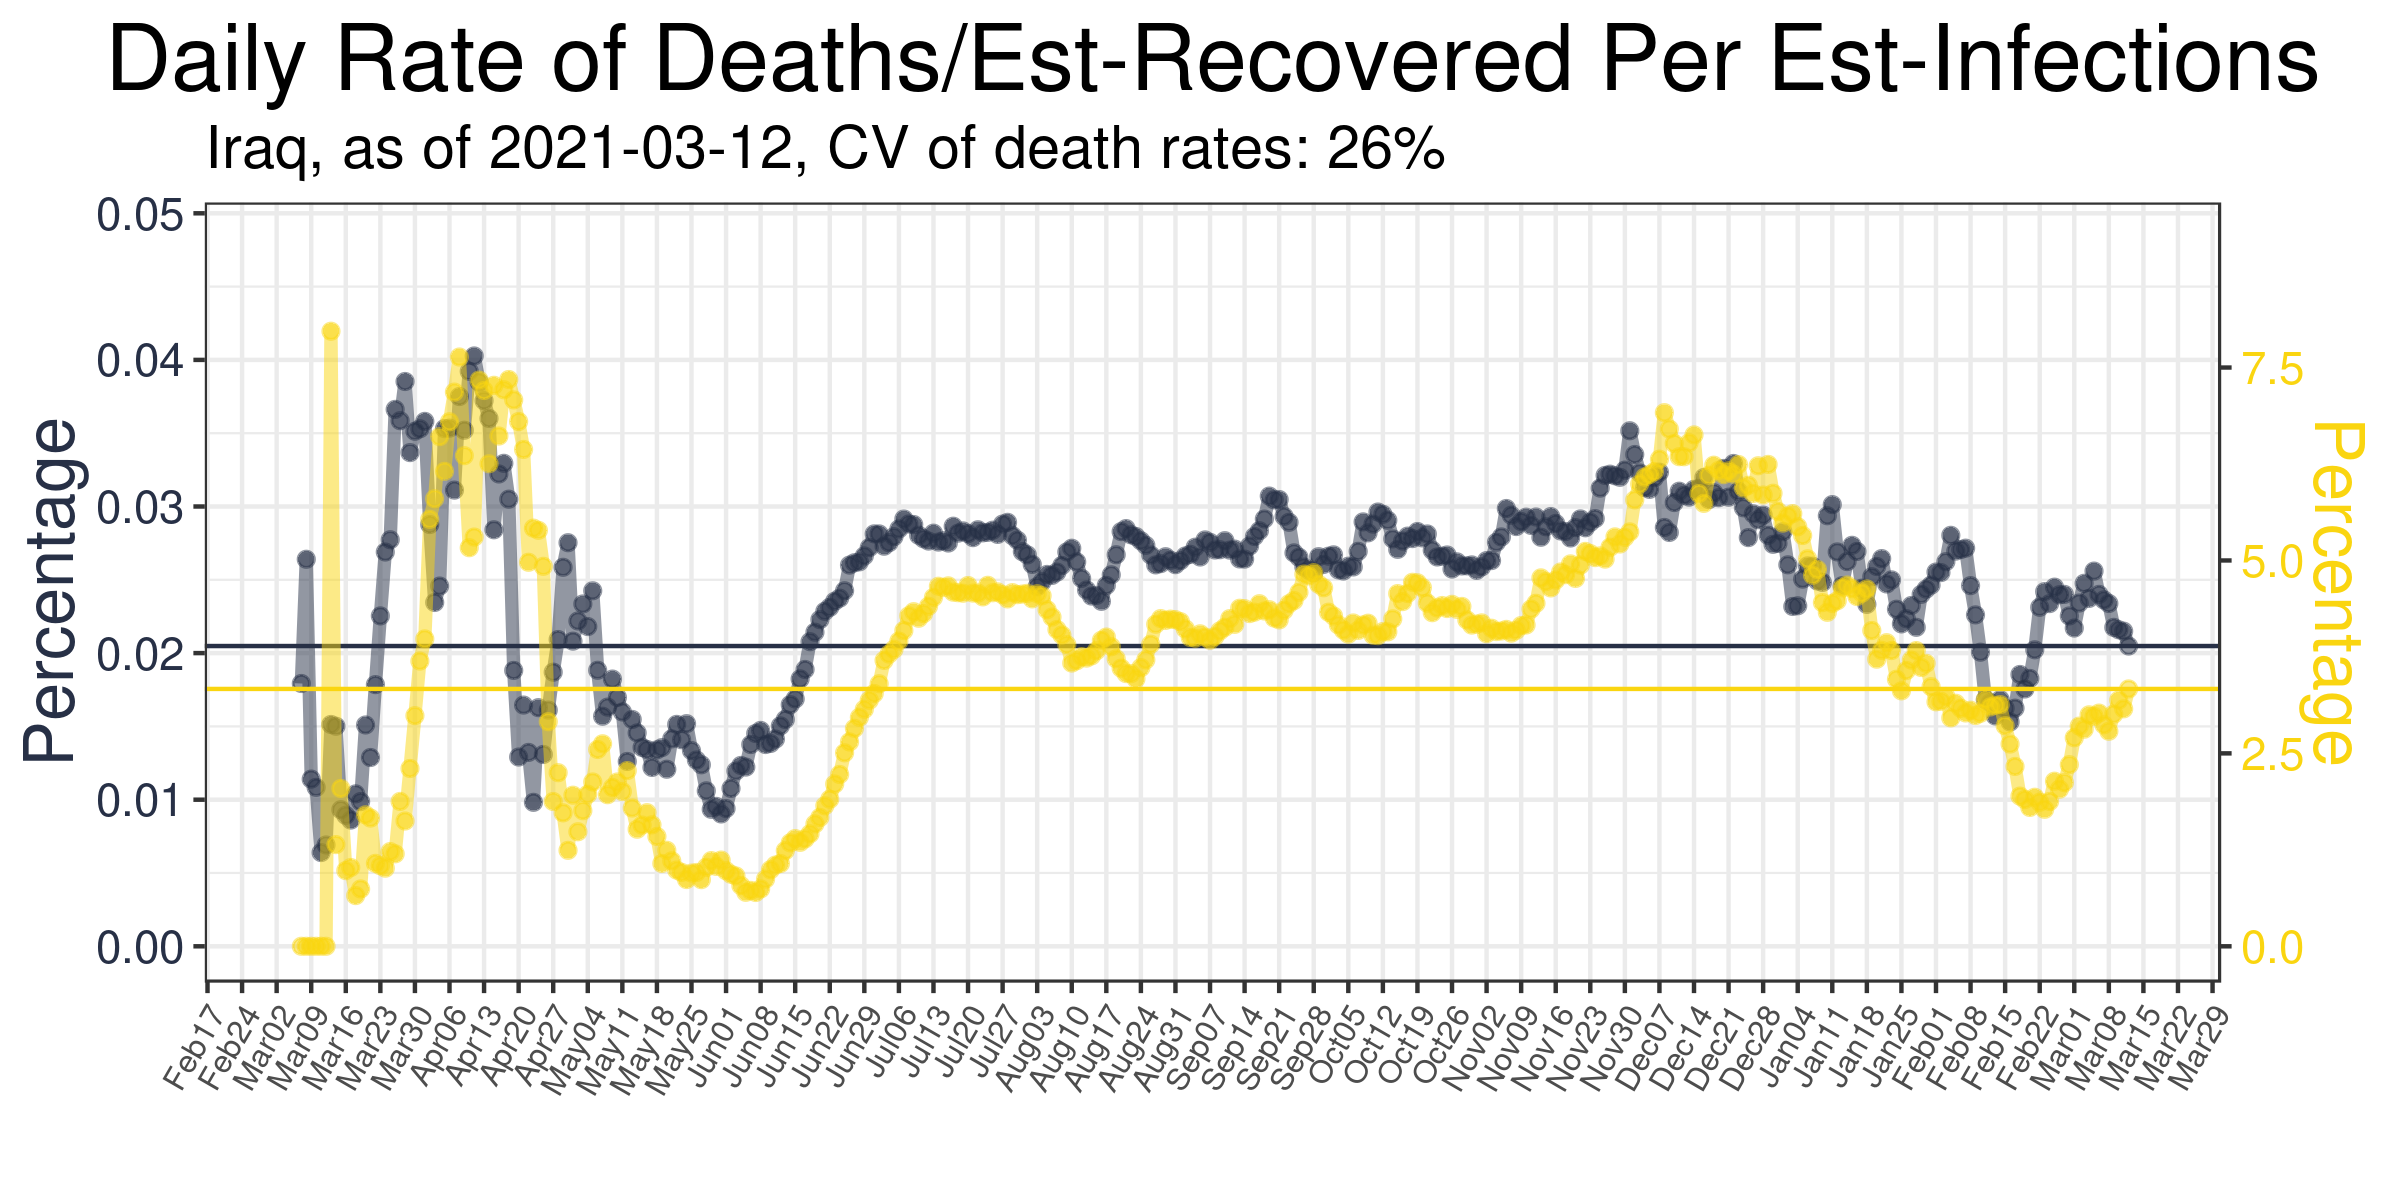 Daily Rate of Deaths/Est-Recovered Per Est-Infections
Iraq, as of 2021-03-12, CV of death rates: 26%
Percentage
0.05
0.04
0.03
0.02
0.01
0.00
7.5
5.0
2.5
0.0
Percentage
Feb17
Feb24
Mar02
Mar09
Mar16
Mar23
Mar30
Apr06
Apr13
Apr20
Apr27
May04
May11
May18
May25
Jun01
Jun08
Jun15
Jun22
Jun29
Jul06
Jul13
Jul20
Jul27
Aug03
Aug10
Aug17
Aug24
Aug31
Sep07
Sep14
Sep21
Sep28
Oct05
Oct12
Oct19
Oct26
Nov02
Nov09
Nov16
Nov23
Nov30
Dec07
Dec14
Dec21
Dec28
Jan04
Jan11
Jan18
Jan25
Feb01
Feb08
Feb15
Feb22
Mar01
Mar08
Mar15
Mar22
Mar29